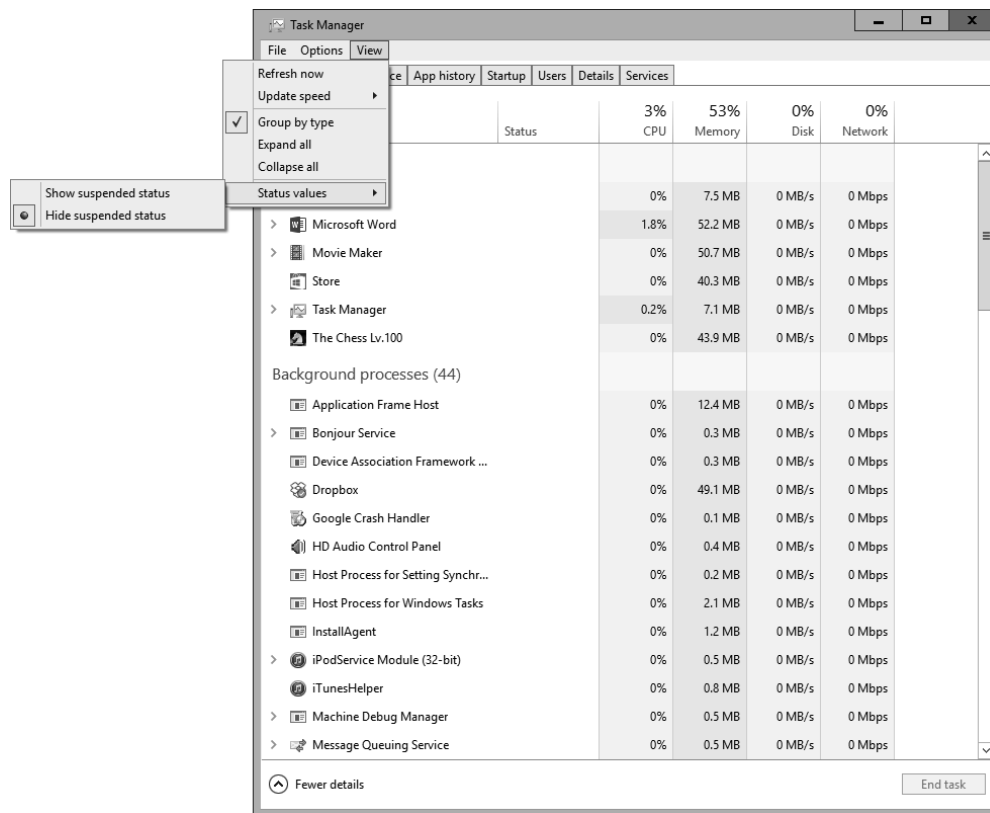 Task Manager
File Options View
Refresh now
Update speed
Group by type
Expand all
Collapse all
Status values
Show suspended status
Hide suspended status
ce App history Startup Users Details Services
3% 53% 0% 0%
Status CPU Memory Disk Network
0% 7.5 MB 0 MB/s 0 Mbps
Microsoft Word 1.8% 52.2 MB 0 MB/s 0 Mbps
Movie Maker 0% 50.7 MB 0 MB/s 0 Mbps
Store 0% 40.3 MB 0 MB/s 0 Mbps
Task Manager 0.2% 7.1 MB 0 MB/s 0 Mbps
The Chess Lv.100 0% 43.9 MB 0 MB/s 0 Mbps
Background processes (44)
Application Frame Host 0% 12.4 MB 0 MB/s 0 Mbps
Bonjour Service 0% 0.3 MB 0 MB/s 0 Mbps
Device Association Framework ... 0% 0.3 MB 0 MB/s 0 Mbps
Dropbox 0% 49.1 MB 0 MB/s 0 Mbps
Google Crash Handler 0% 0.1 MB 0 MB/s 0 Mbps
HD Audio Control Panel 0% 0.4 MB 0 MB/s 0 Mbps
Host Process for Setting Synchr... 0% 0.2 MB 0 MB/s 0 Mbps
Host Process for Windows Tasks 0% 2.1 MB 0 MB/s 0 Mbps
InstallAgent 0% 1.2 MB 0 MB/s 0 Mbps
iPodService Module (32-bit) 0% 0.5 MB 0 MB/s 0 Mbps
iTunesHelper 0% 0.8 MB 0 MB/s 0 Mbps
Machine Debug Manager 0% 0.5 MB 0 MB/s 0 Mbps
Message Queuing Service 0% 0.5 MB 0 MB/s 0 Mbps
Fewer details End task